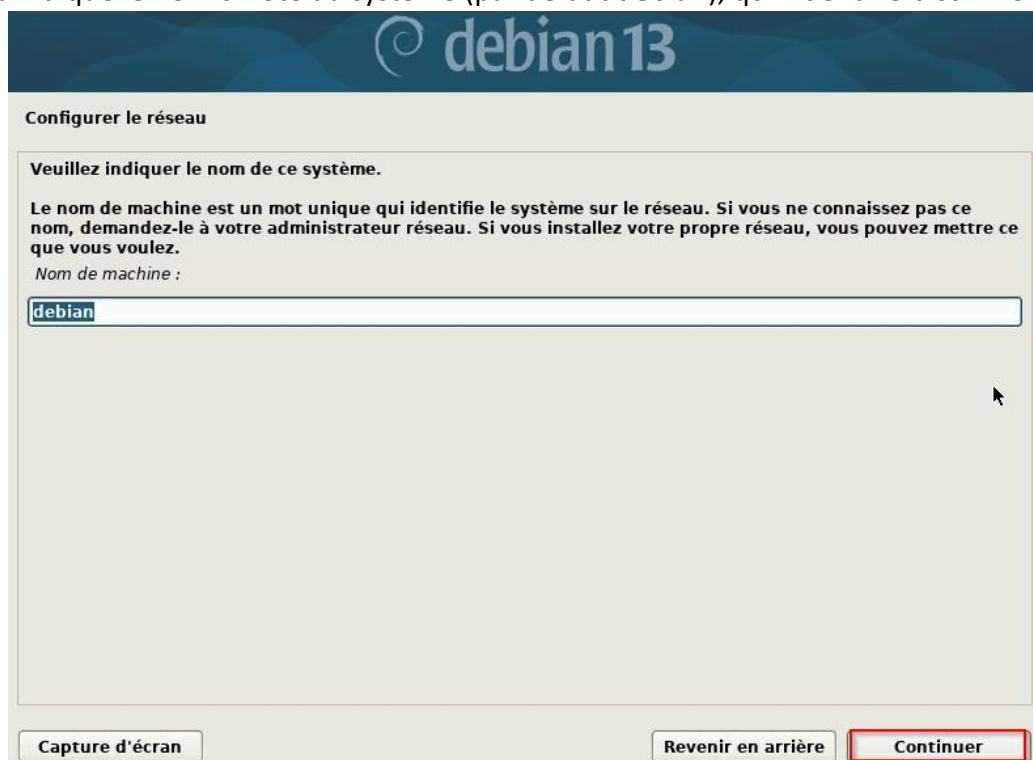 debian 13
Configurer le réseau
Veuillez indiquer le nom de ce système.
Le nom de machine est un mot unique qui identifie le système sur le réseau. Si vous ne connaissez pas ce
nom, demandez-le à votre administrateur réseau. Si vous installez votre propre réseau, vous pouvez mettre ce
que vous voulez.
Nom de machine :
debian
Capture d'écran
Revenir en arrière
Continuer